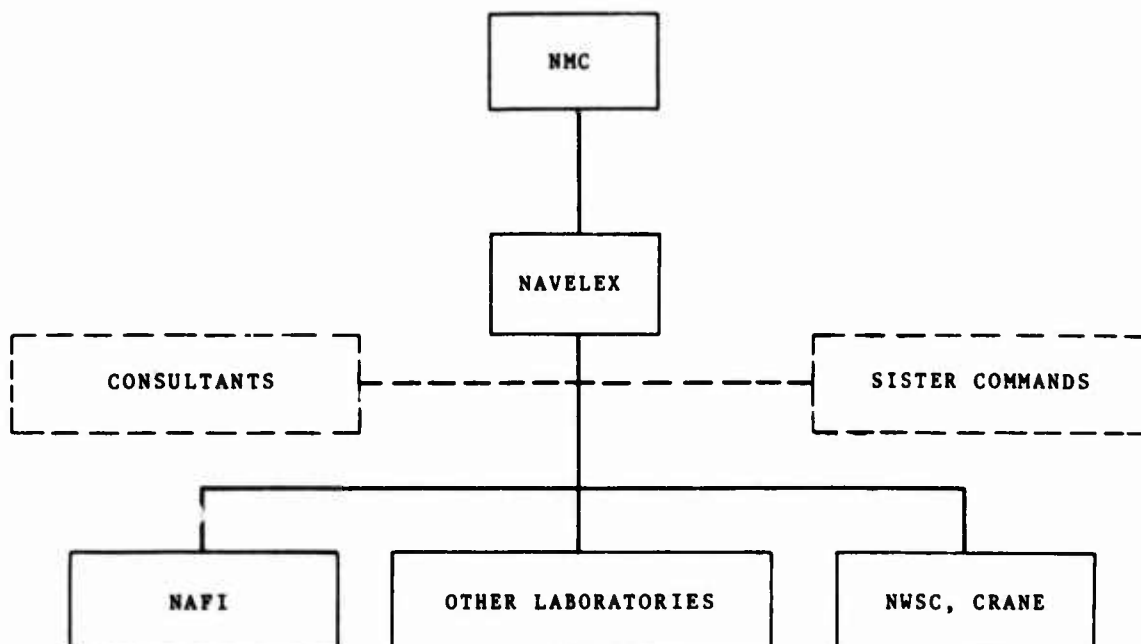 NMC
NAVELEX
CONSULTANTS
SISTER COMMANDS
NAFI
OTHER LABORATORIES
NWSC, CRANE